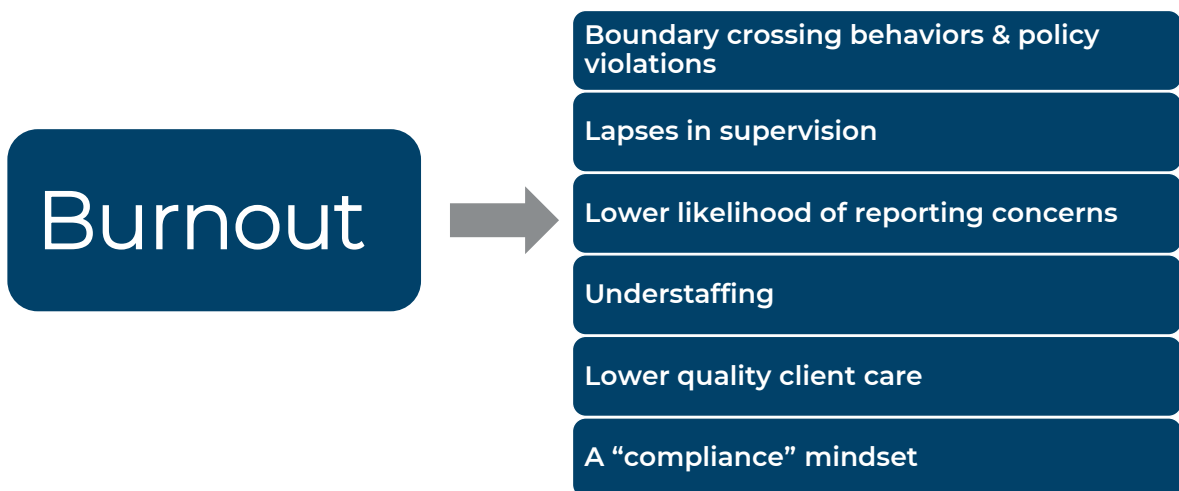 Burnout
Boundary crossing behaviors & policy
violations
Lapses in supervision
Lower likelihood of reporting concerns
Understaffing
Lower quality client care
A “compliance” mindset